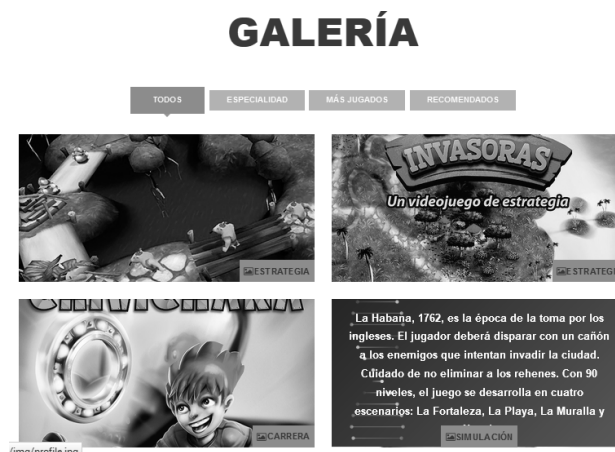 GALERÍA
TODOS
ESPECIALIDAD
MÁS JUGADOS
RECOMENDADOS
ESTRATEGIA
INVASORAS
Un videojuego de estrategia
ESTRATEGI
CARRERA
La Habana, 1762, es la época de la toma por los
ingleses. El jugador deberá disparar con un cañón
a los enemigos que intentan invadir la ciudad.
Cuidado de no eliminar a los rehenes. Con 90
niveles, el juego se desarrolla en cuatro
escenarios: La Fortaleza, La Playa, La Muralla y
SIMULACIÓN
/img/profile.jpg